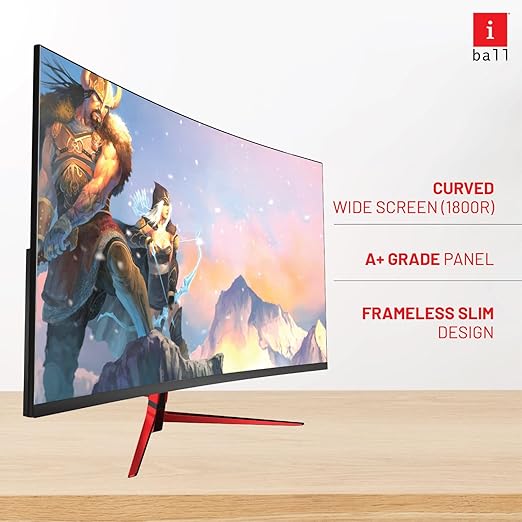 i
ball
CURVED
WIDE SCREEN (1800R)
A+ GRADE PANEL
FRAMELESS SLIM
DESIGN